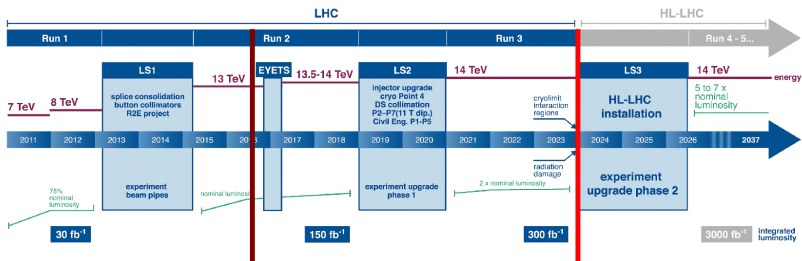 LHC
HL-LHC
Run 1
Run 2
Run 3
Run 4 - 5...
LS1
EYETS
LS2
LS3
splice consolidation
button collimators
R2E project
injector upgrade
cryo Point 4
DS collimation
P2-P7(11 T dip.)
Civil Eng. P1-P5
HL-LHC
installation
7 TeV
8 TeV
13 TeV
13.5-14 TeV
14 TeV
14 TeV
energy
5 to 7 x
nominal
luminosity
cryolimit
interaction
regions
2011
2012
2013
2014
2015
2016
2017
2018
2019
2020
2021
2022
2023
2024
2025
2026
2037
radiation
damage
78%
nominal
luminosity
experiment
beam pipes
nominal luminosity
experiment upgrade
phase 1
2 x nominal luminosity
experiment
upgrade phase 2
30 fb-1
150 fb-1
300 fb-1
3000 fb-1
integrated
luminosity